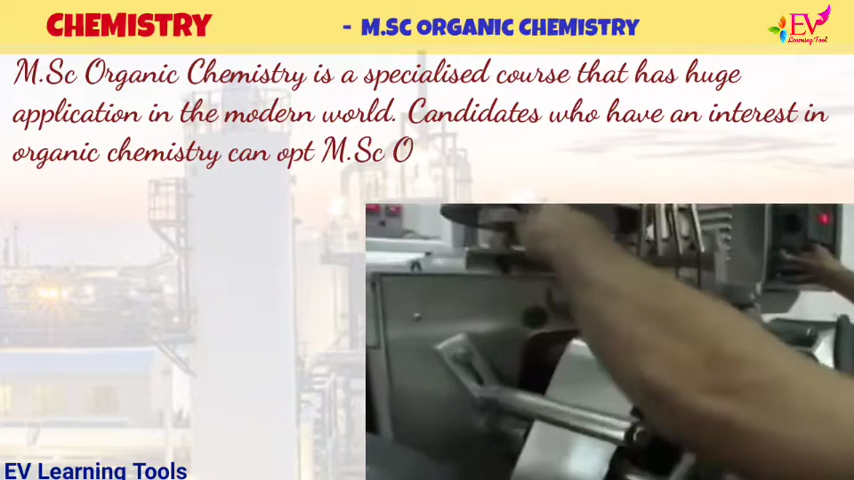 CHEMISTRY
- M.SC ORGANIC CHEMISTRY
EV
Learning Tool
M.Sc Organic Chemistry is a specialised course that has huge
application in the modern world. Candidates who have an interest in
organic chemistry can opt M.Sc O
EV Learning Tools